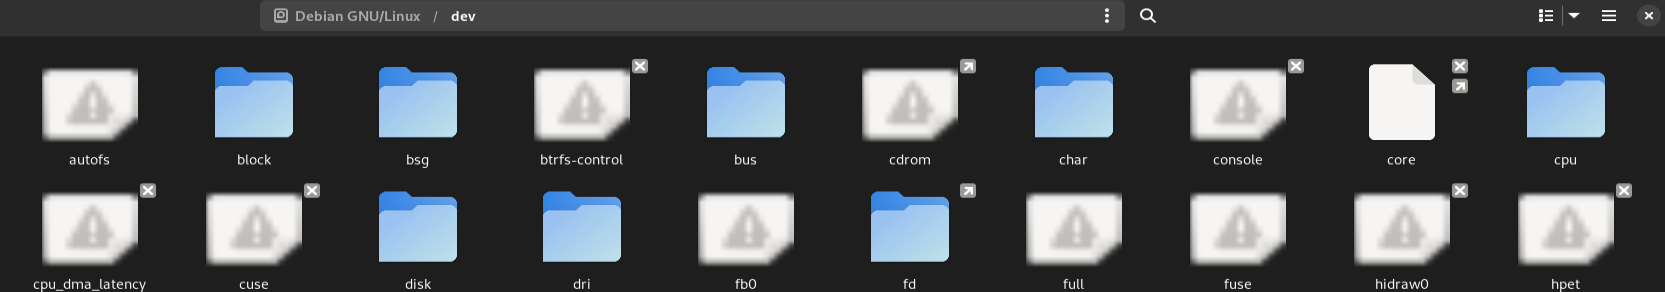 Debian GNU/Linux / dev
autofs block bsg btrfs-control bus cdrom char console core cpu
cpu_dma_latency cuse disk dri fb0 fd full fuse hidraw0 hpet